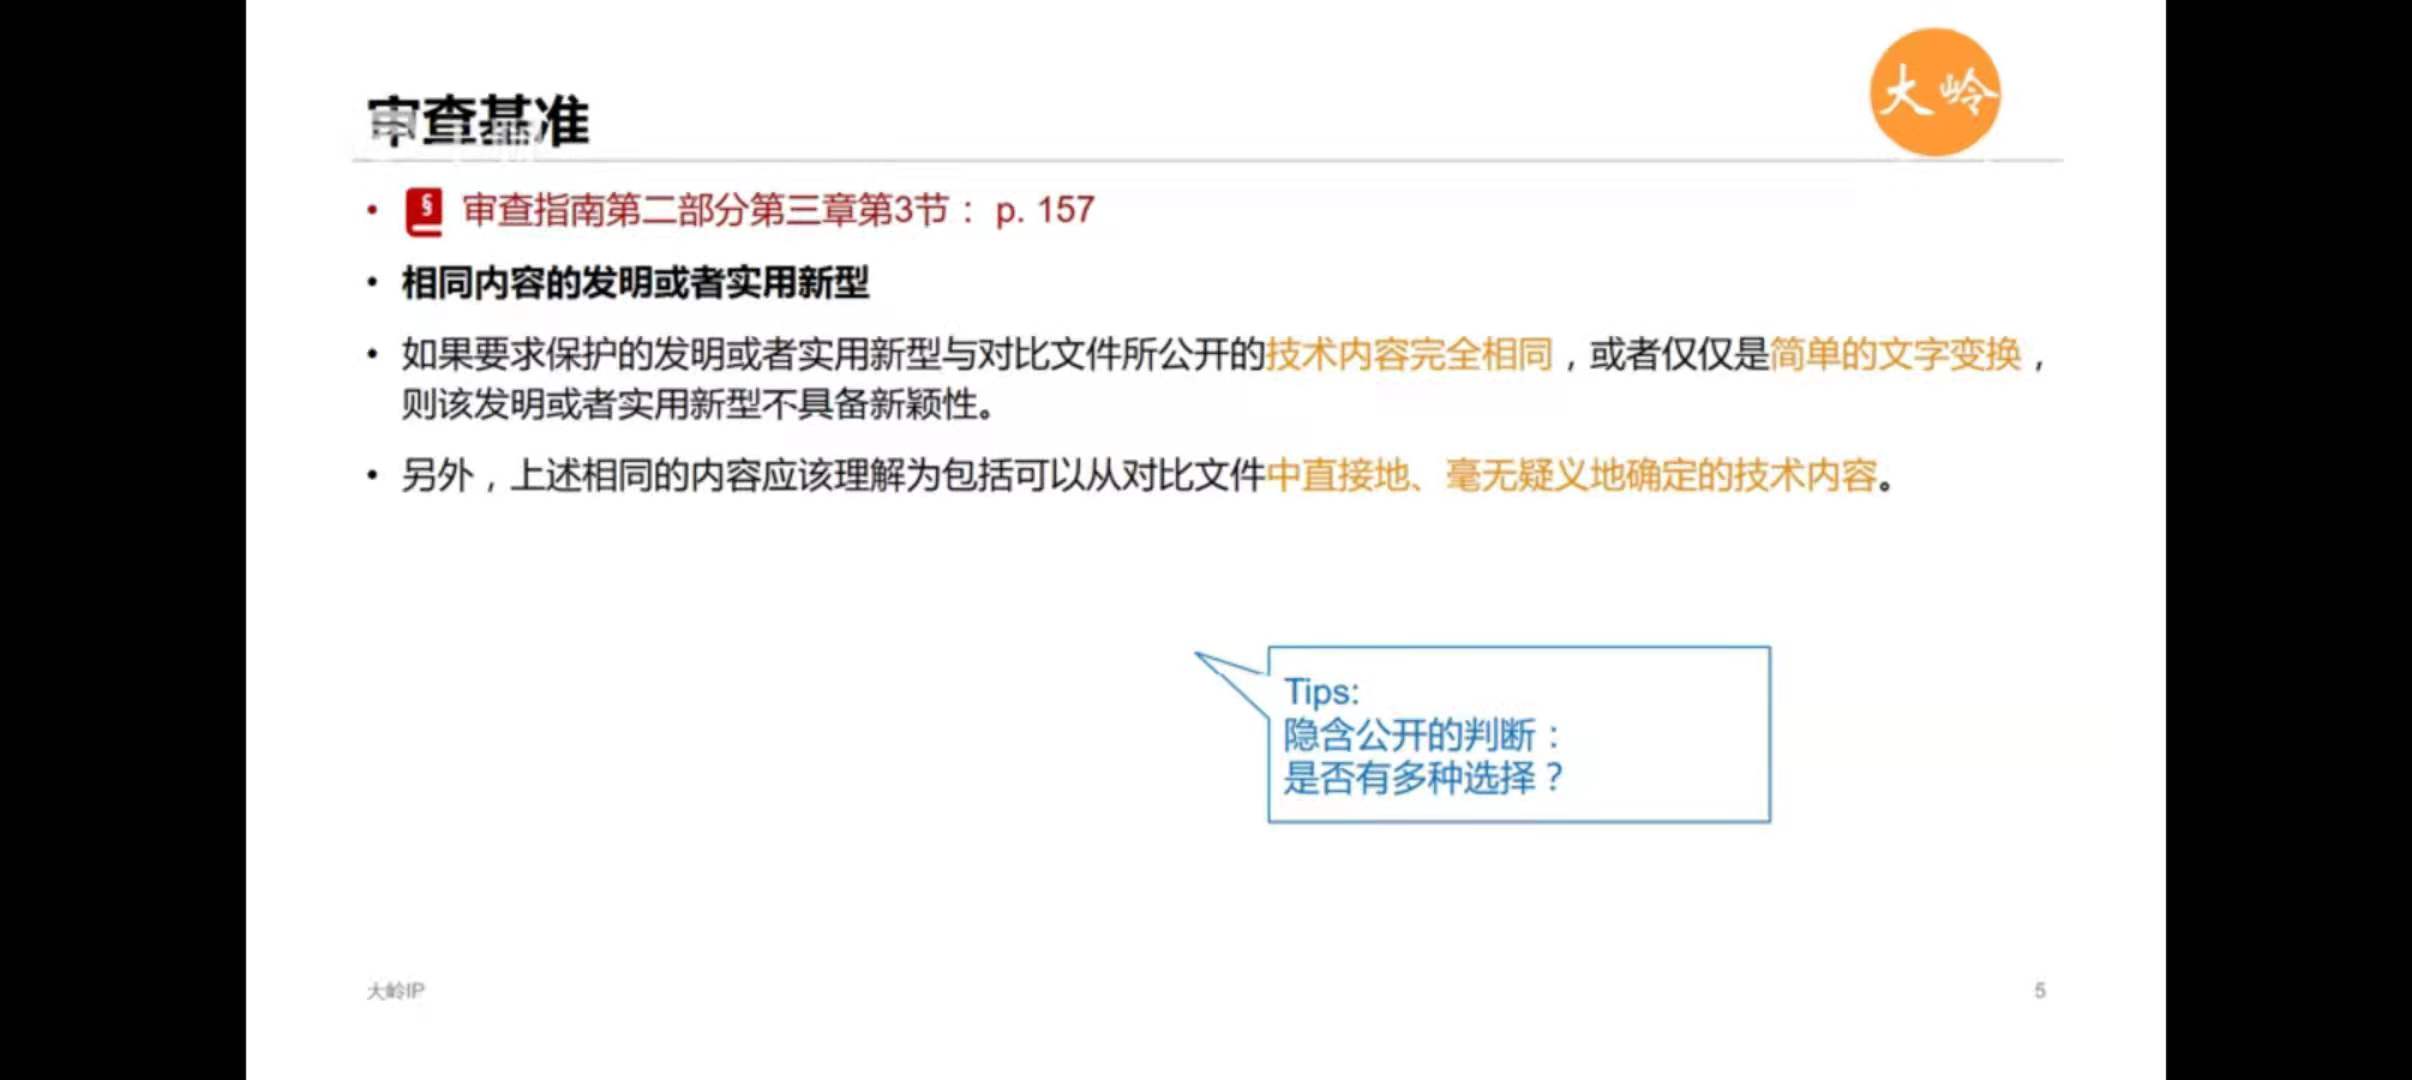 大岭
审查基准
• § 审查指南第二部分第三章第3节： p. 157
• 相同内容的发明或者实用新型
• 如果要求保护的发明或者实用新型与对比文件所公开的技术内容完全相同，或者仅仅是简单的文字变换，
则该发明或者实用新型不具备新颖性。
• 另外，上述相同的内容应该理解为包括可以从对比文件中直接地、毫无疑义地确定的技术内容。
Tips:
隐含公开的判断：
是否有多种选择？
大岭IP
5